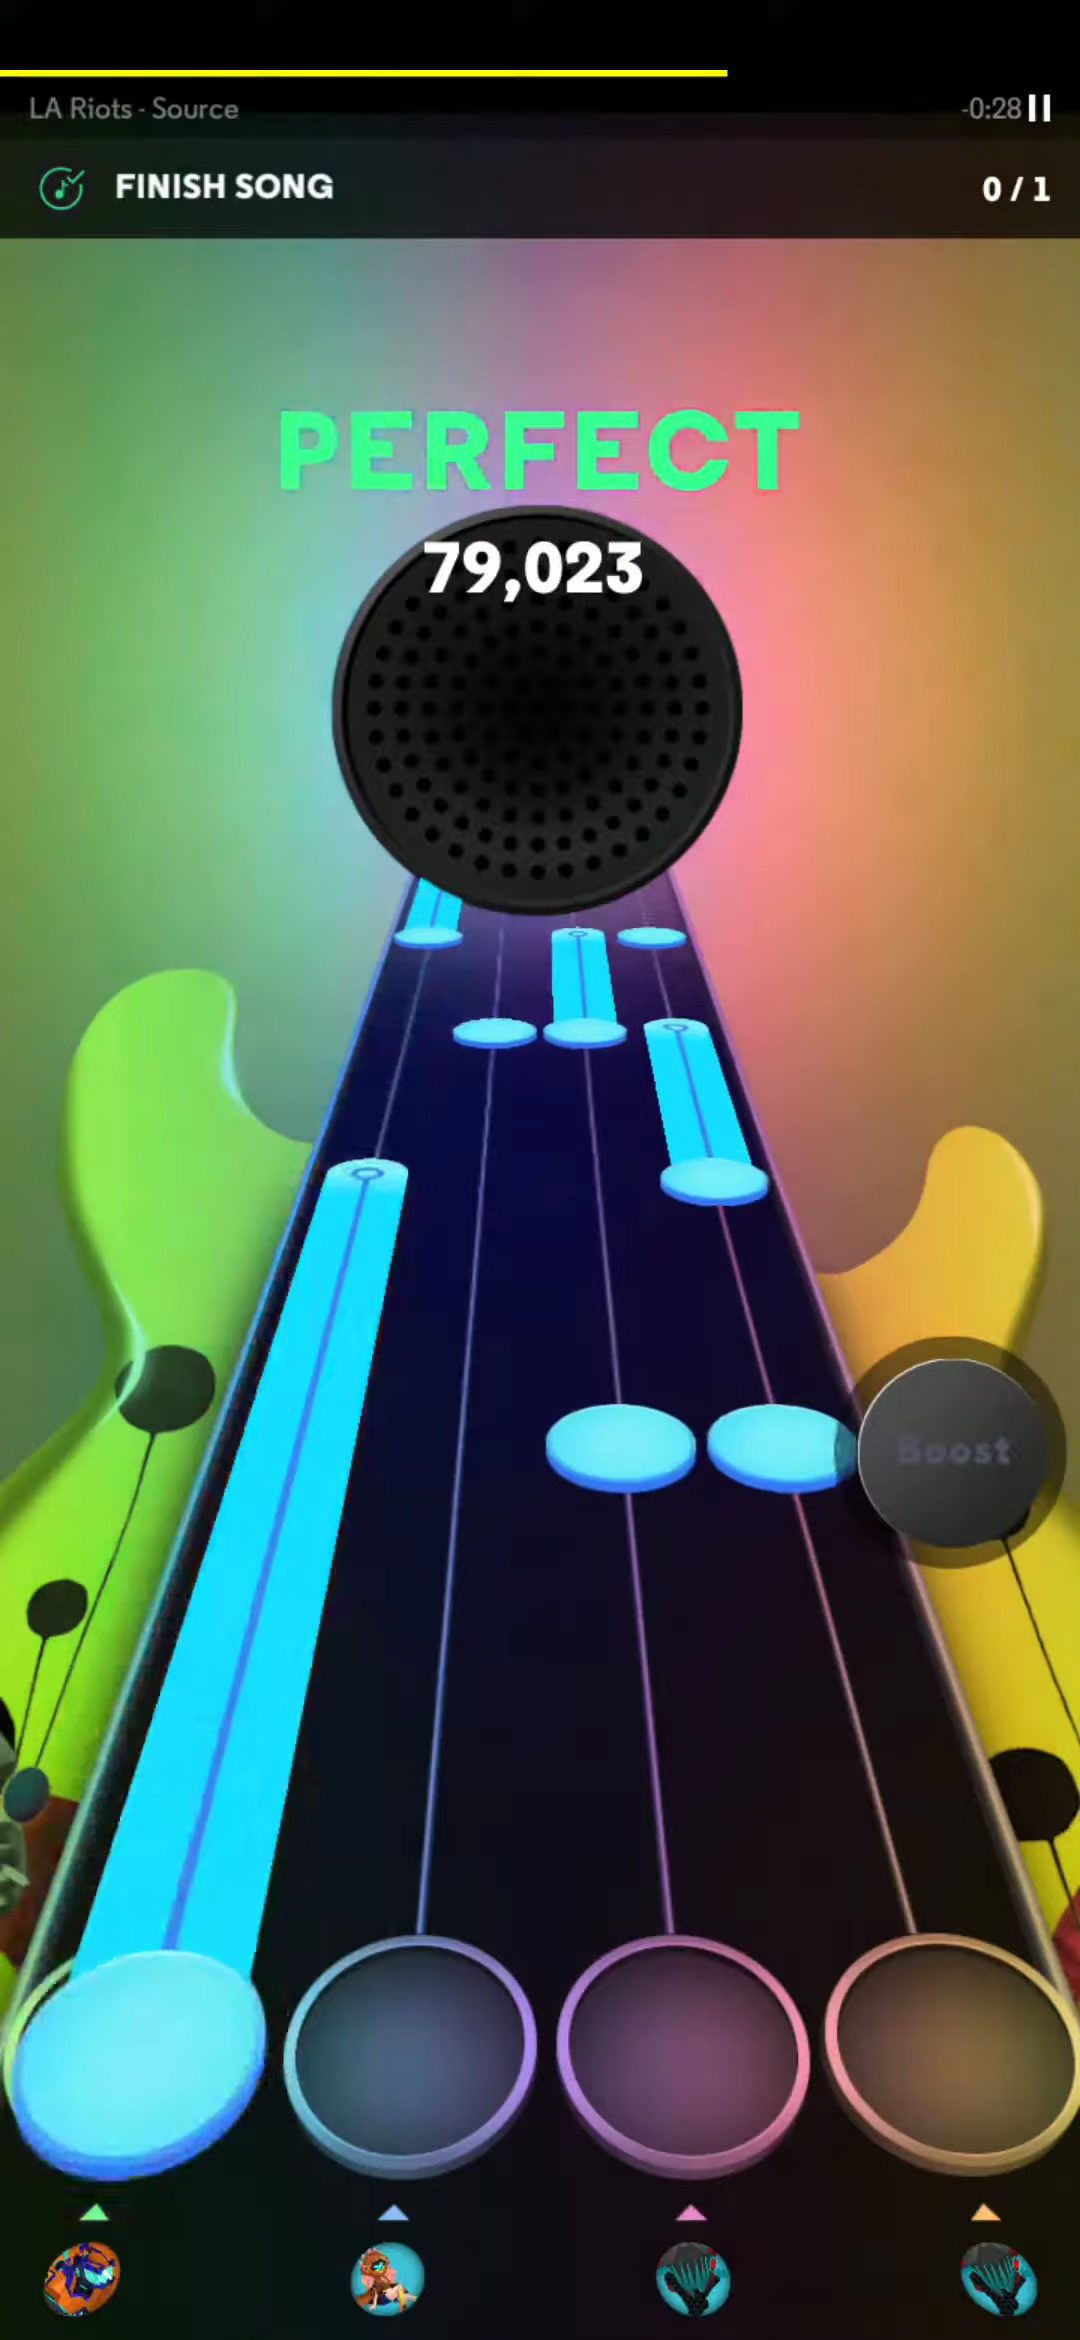 LA Riots - Source
-0:28
FINISH SONG
0 / 1
PERFECT
79,023
Boost